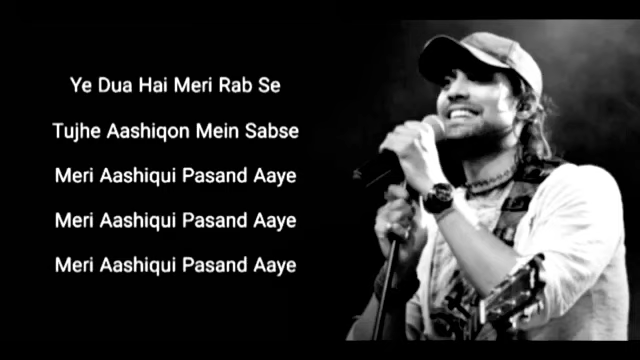 Ye Dua Hai Meri Rab Se
Tujhe Aashiqon Mein Sabse
Meri Aashiqui Pasand Aaye
Meri Aashiqui Pasand Aaye
Meri Aashiqui Pasand Aaye